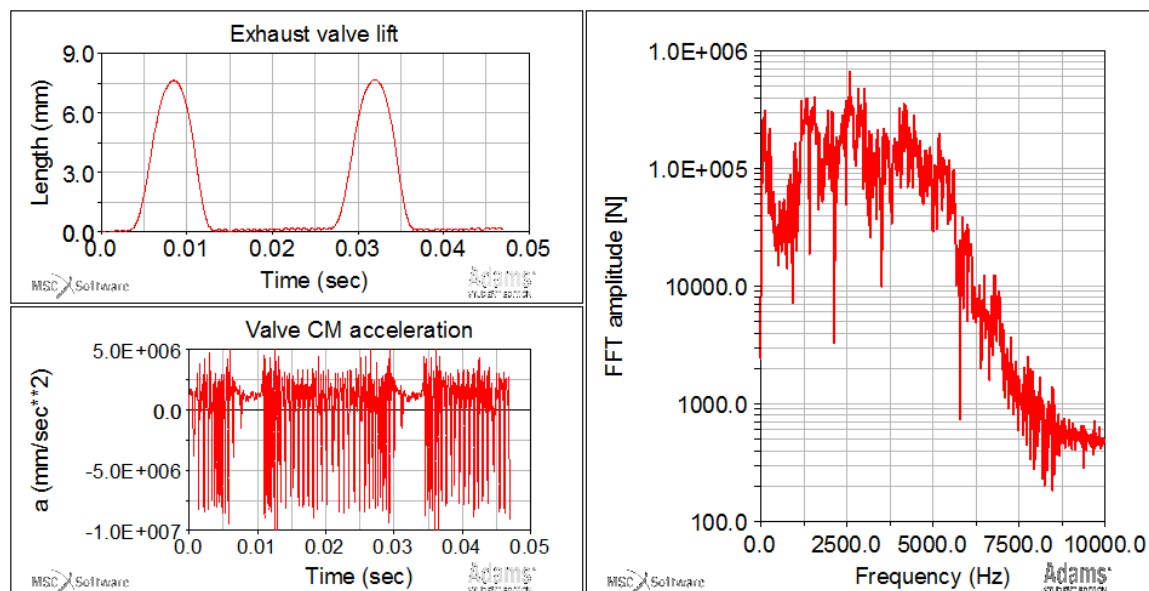 Exhaust valve lift
9.0
6.0
3.0
0.0
Length (mm)
0.0 0.01 0.02 0.03 0.04 0.05
Time (sec)
MSC Software Adams
Valve CM acceleration
5.0E+006
0.0
-5.0E+006
-1.0E+007
a (mm/sec**2)
0.0 0.01 0.02 0.03 0.04 0.05
Time (sec)
MSC Software Adams
1.0E+006
1.0E+005
10000.0
1000.0
100.0
FFT amplitude [N]
0.0 2500.0 5000.0 7500.0 10000.0
Frequency (Hz)
MSC Software Adams